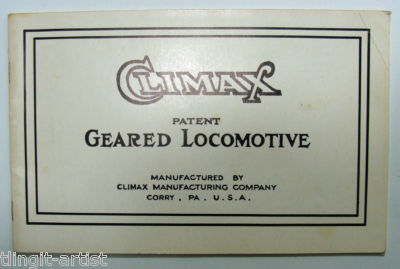 CLIMAX
PATENT
GEARED LOCOMOTIVE
MANUFACTURED BY
CLIMAX MANUFACTURING COMPANY
CORRY, PA. U.S.A.
tlingit-artist